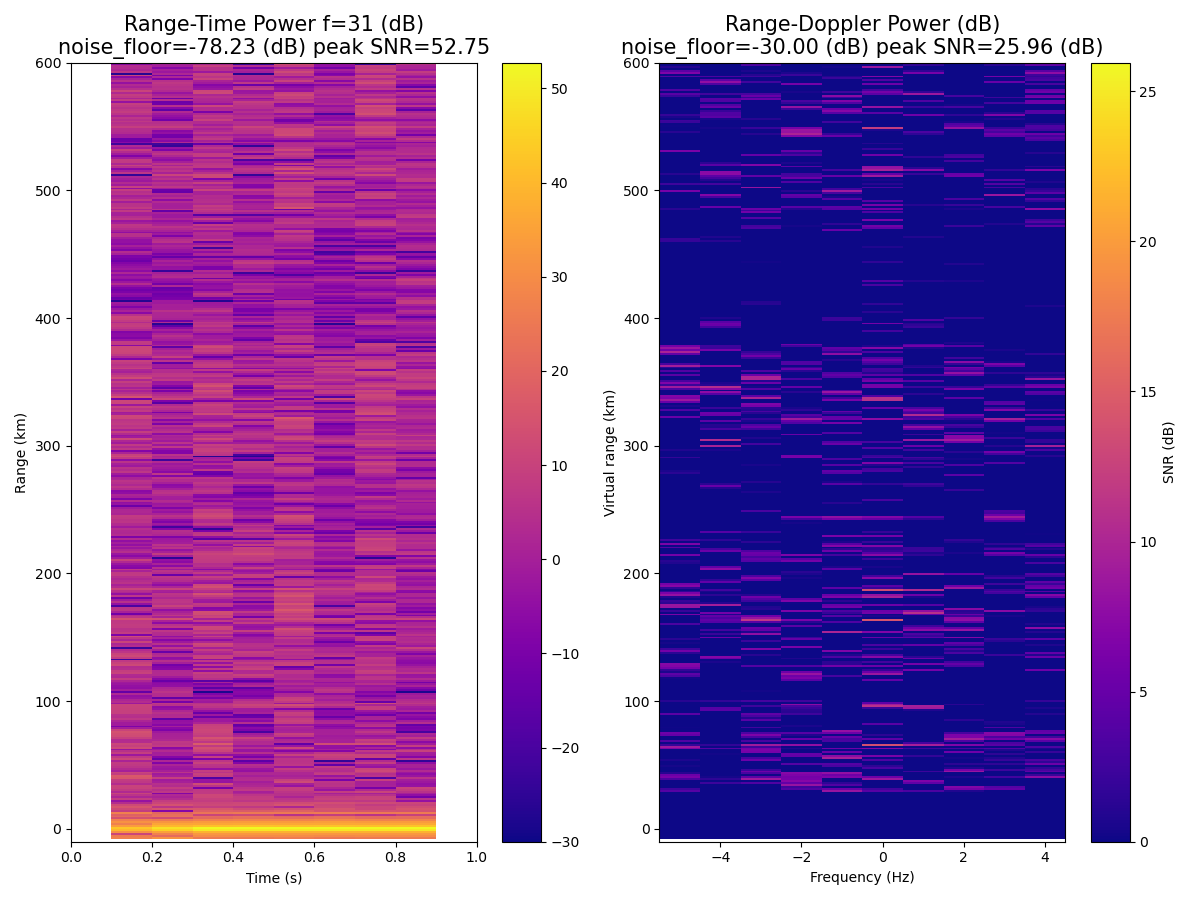 Range-Time Power f=31 (dB)
noise_floor=-78.23 (dB) peak SNR=52.75
600
500
400
300
200
100
0
Range (km)
0.0 0.2 0.4 0.6 0.8 1.0
Time (s)
50
40
30
20
10
0
−10
−20
−30
Range-Doppler Power (dB)
noise_floor=-30.00 (dB) peak SNR=25.96 (dB)
600
500
400
300
200
100
0
Virtual range (km)
−4 −2 0 2 4
Frequency (Hz)
25
20
15
10
5
0
SNR (dB)